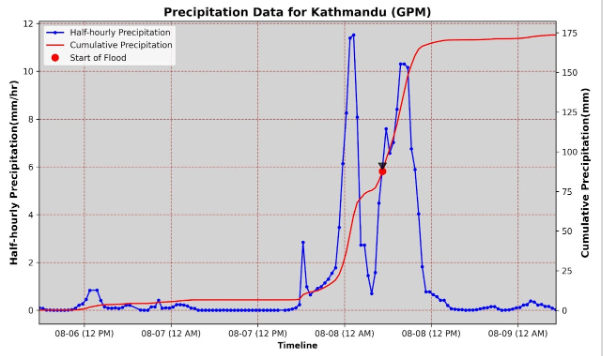 Precipitation Data for Kathmandu (GPM)
Half-hourly Precipitation
Cumulative Precipitation
Start of Flood
Half-hourly Precipitation(mm/hr)
12
10
8
6
4
2
0
Cumulative Precipitation(mm)
175
150
125
100
75
50
25
0
08-06 (12 PM) 08-07 (12 AM) 08-07 (12 PM) 08-08 (12 AM) 08-08 (12 PM) 08-09 (12 AM)
Timeline